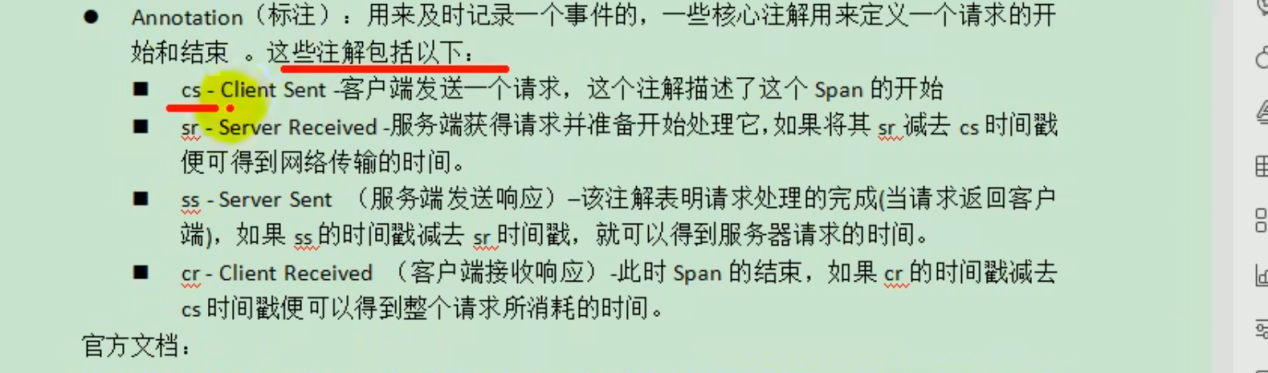 ● Annotation（标注）：用来及时记录一个事件的，一些核心注解用来定义一个请求的开
始和结束 。这些注解包括以下：
■ cs - Client Sent -客户端发送一个请求，这个注解描述了这个 Span 的开始
■ sr - Server Received -服务端获得请求并准备开始处理它,如果将其 sr 减去 cs 时间戳
便可得到网络传输的时间。
■ ss - Server Sent （服务端发送响应）–该注解表明请求处理的完成(当请求返回客户
端)，如果 ss 的时间戳减去 sr 时间戳，就可以得到服务器请求的时间。
■ cr - Client Received （客户端接收响应）-此时 Span 的结束，如果 cr 的时间戳减去
cs 时间戳便可以得到整个请求所消耗的时间。
官方文档：